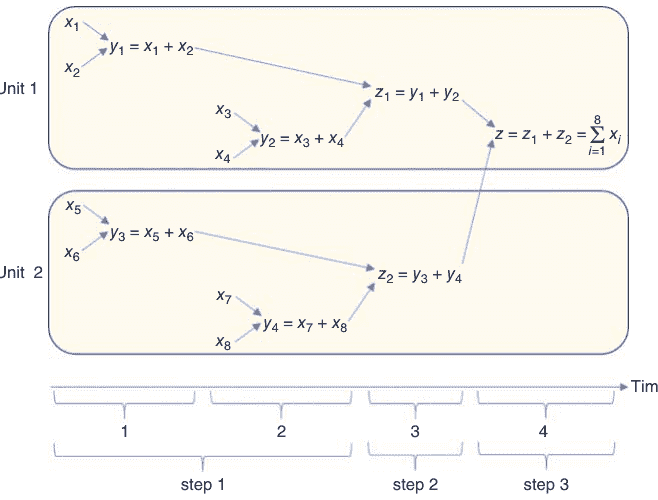 x₁
y₁ = x₁ + x₂
x₂
Unit 1
z₁ = y₁ + y₂
x₃
y₂ = x₃ + x₄
x₄
z = z₁ + z₂ = ∑ᵢ₌₁⁸ xᵢ
x₅
y₃ = x₅ + x₆
x₆
Unit 2
z₂ = y₃ + y₄
x₇
y₄ = x₇ + x₈
x₈
Tim
1 2 3 4
step 1 step 2 step 3